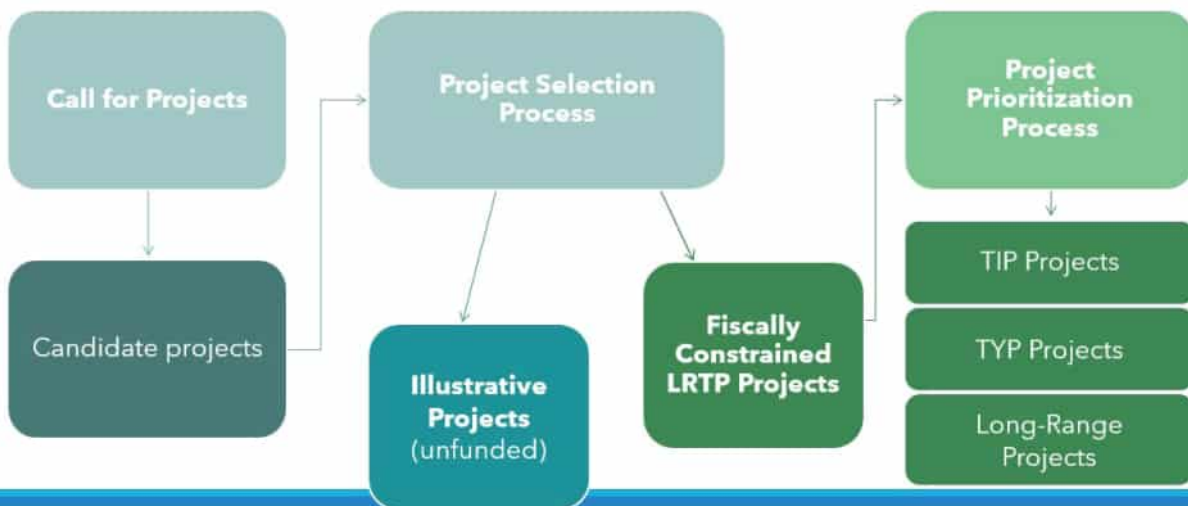 Call for Projects
Candidate projects
Project Selection
Process
Illustrative
Projects
(unfunded)
Fiscally
Constrained
LRTP Projects
Project
Prioritization
Process
TIP Projects
TYP Projects
Long-Range
Projects